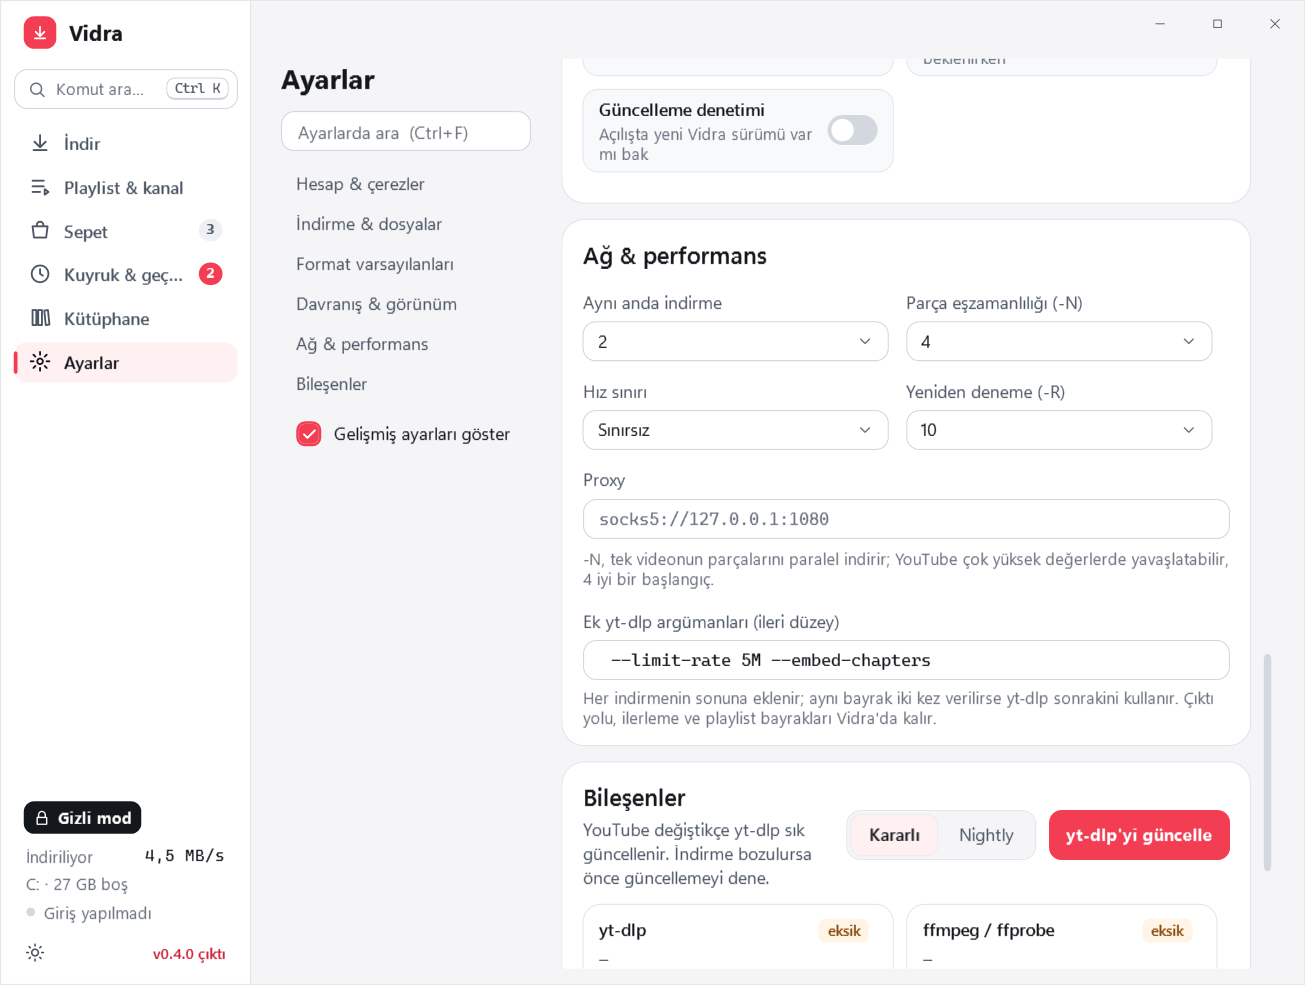 Vidra
Komut ara... Ctrl K
İndir
Playlist & kanal
Sepet 3
Kuyruk & geç... 2
Kütüphane
Ayarlar
Gizli mod
İndiriliyor 4,5 MB/s
C: · 27 GB boş
Giriş yapılmadı
v0.4.0 çıktı
Ayarlar
Ayarlarda ara (Ctrl+F)
Hesap & çerezler
İndirme & dosyalar
Format varsayılanları
Davranış & görünüm
Ağ & performans
Bileşenler
Gelişmiş ayarları göster
beklenirken
Güncelleme denetimi
Açılışta yeni Vidra sürümü var
mı bak
Ağ & performans
Aynı anda indirme
2
Parça eşzamanlılığı (-N)
4
Hız sınırı
Sınırsız
Yeniden deneme (-R)
10
Proxy
socks5://127.0.0.1:1080
-N, tek videonun parçalarını paralel indirir; YouTube çok yüksek değerlerde yavaşlatabilir,
4 iyi bir başlangıç.
Ek yt-dlp argümanları (ileri düzey)
--limit-rate 5M --embed-chapters
Her indirmenin sonuna eklenir; aynı bayrak iki kez verilirse yt-dlp sonrakini kullanır. Çıktı
yolu, ilerleme ve playlist bayrakları Vidra'da kalır.
Bileşenler
YouTube değiştikçe yt-dlp sık
güncellenir. İndirme bozulursa
önce güncellemeyi dene.
Kararlı Nightly yt-dlp'yi güncelle
yt-dlp eksik
–
ffmpeg / ffprobe eksik
–